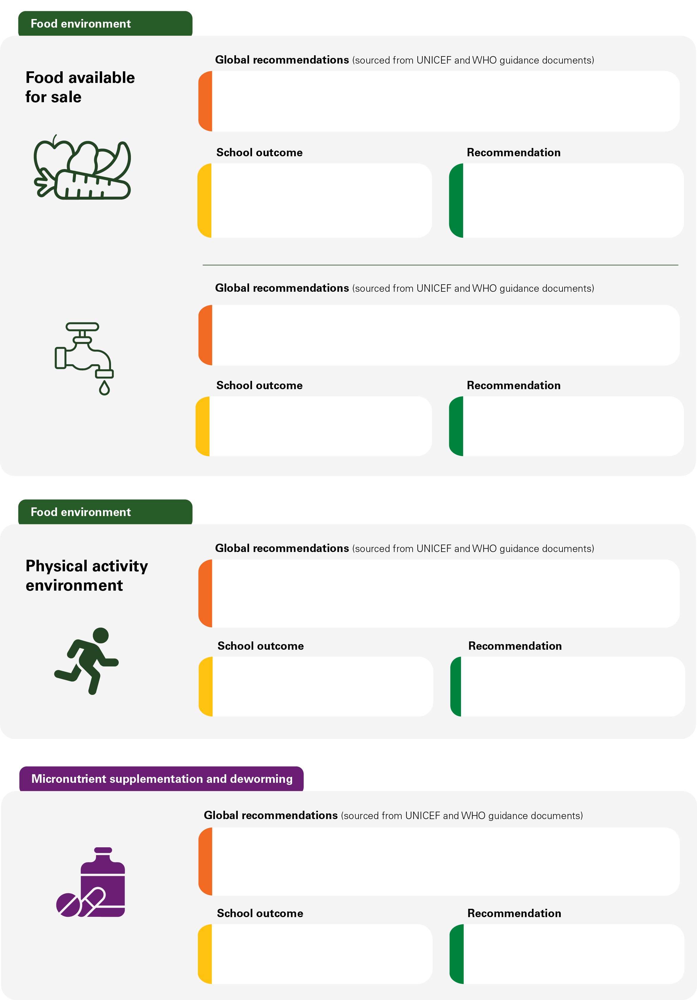 Food environment
Food available
for sale
Global recommendations (sourced from UNICEF and WHO guidance documents)
School outcome
Recommendation
Global recommendations (sourced from UNICEF and WHO guidance documents)
School outcome
Recommendation
Food environment
Physical activity
environment
Global recommendations (sourced from UNICEF and WHO guidance documents)
School outcome
Recommendation
Micronutrient supplementation and deworming
Global recommendations (sourced from UNICEF and WHO guidance documents)
School outcome
Recommendation